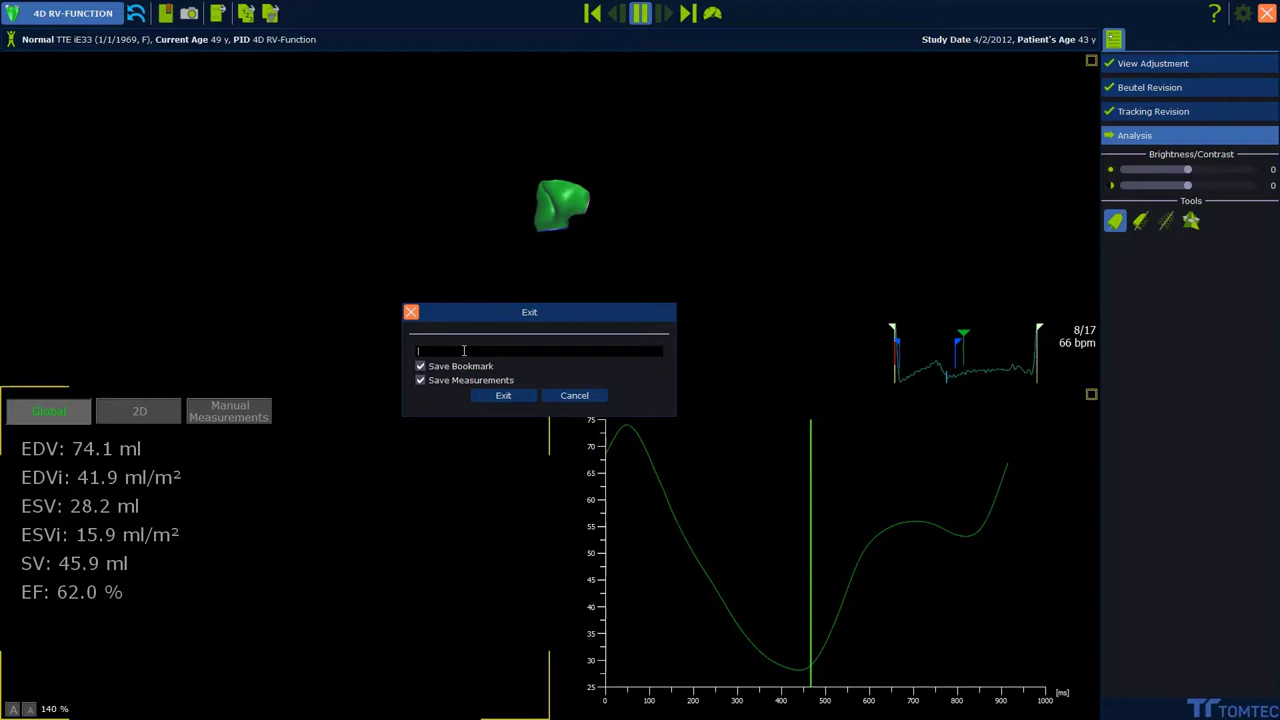 4D RV-FUNCTION
?
Normal TTE iE33 (1/1/1969, F), Current Age 49 y, PID 4D RV-Function
Study Date 4/2/2012, Patient's Age 43 y
View Adjustment
Beutel Revision
Tracking Revision
Analysis
Brightness/Contrast
0
0
Tools
Exit
Save Bookmark
Save Measurements
Exit
Cancel
8/17
66 bpm
Global
2D
Manual
Measurements
EDV: 74.1 ml
EDVi: 41.9 ml/m²
ESV: 28.2 ml
ESVi: 15.9 ml/m²
SV: 45.9 ml
EF: 62.0 %
75
70
65
60
55
50
45
40
35
30
25
0 100 200 300 400 500 600 700 800 900 1000 [ms]
A A 140 %
TOMTEC